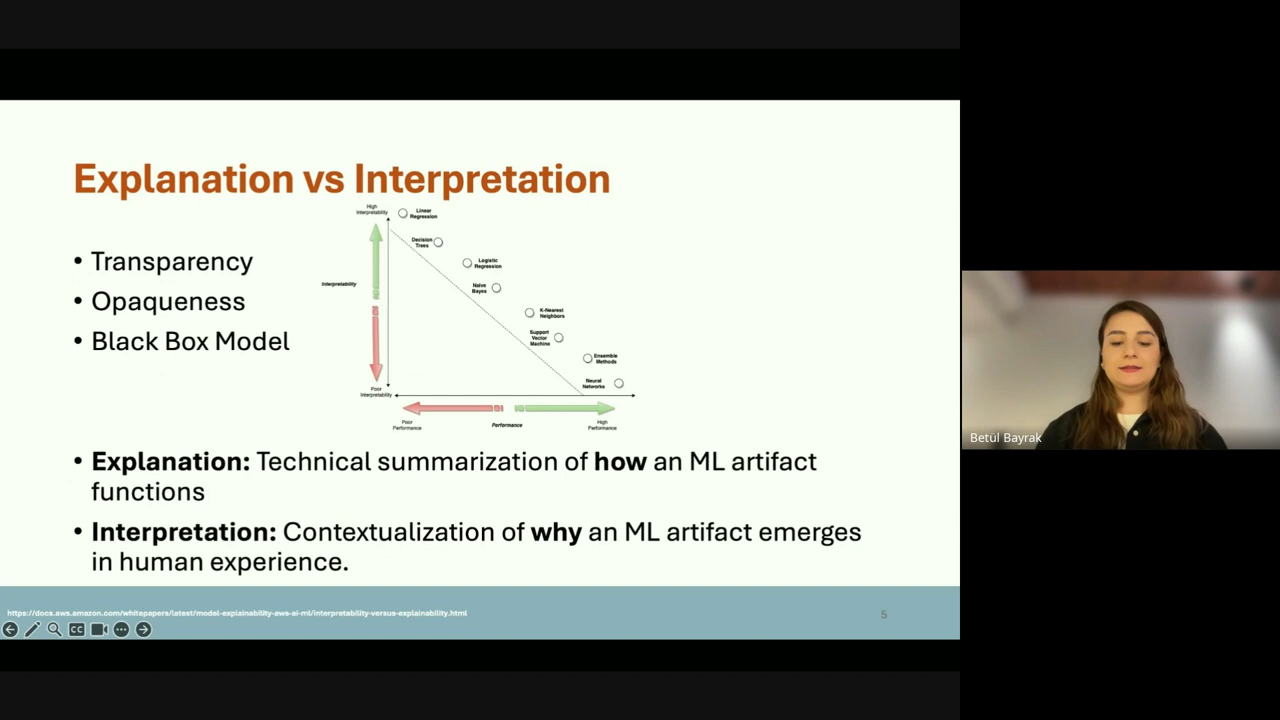 Explanation vs Interpretation
• Transparency
• Opaqueness
• Black Box Model
High
Interpretability
Interpretability
Poor
Interpretability
Linear
Regression
Decision
Trees
Logistic
Regression
Naive
Bayes
K-Nearest
Neighbors
Support
Vector
Machine
Ensemble
Methods
Neural
Networks
Poor
Performance
Performance
High
Performance
• Explanation: Technical summarization of how an ML artifact
functions
• Interpretation: Contextualization of why an ML artifact emerges
in human experience.
https://docs.aws.amazon.com/whitepapers/latest/model-explainability-aws-ai-ml/interpretability-versus-explainability.html
5
CC
Betül Bayrak